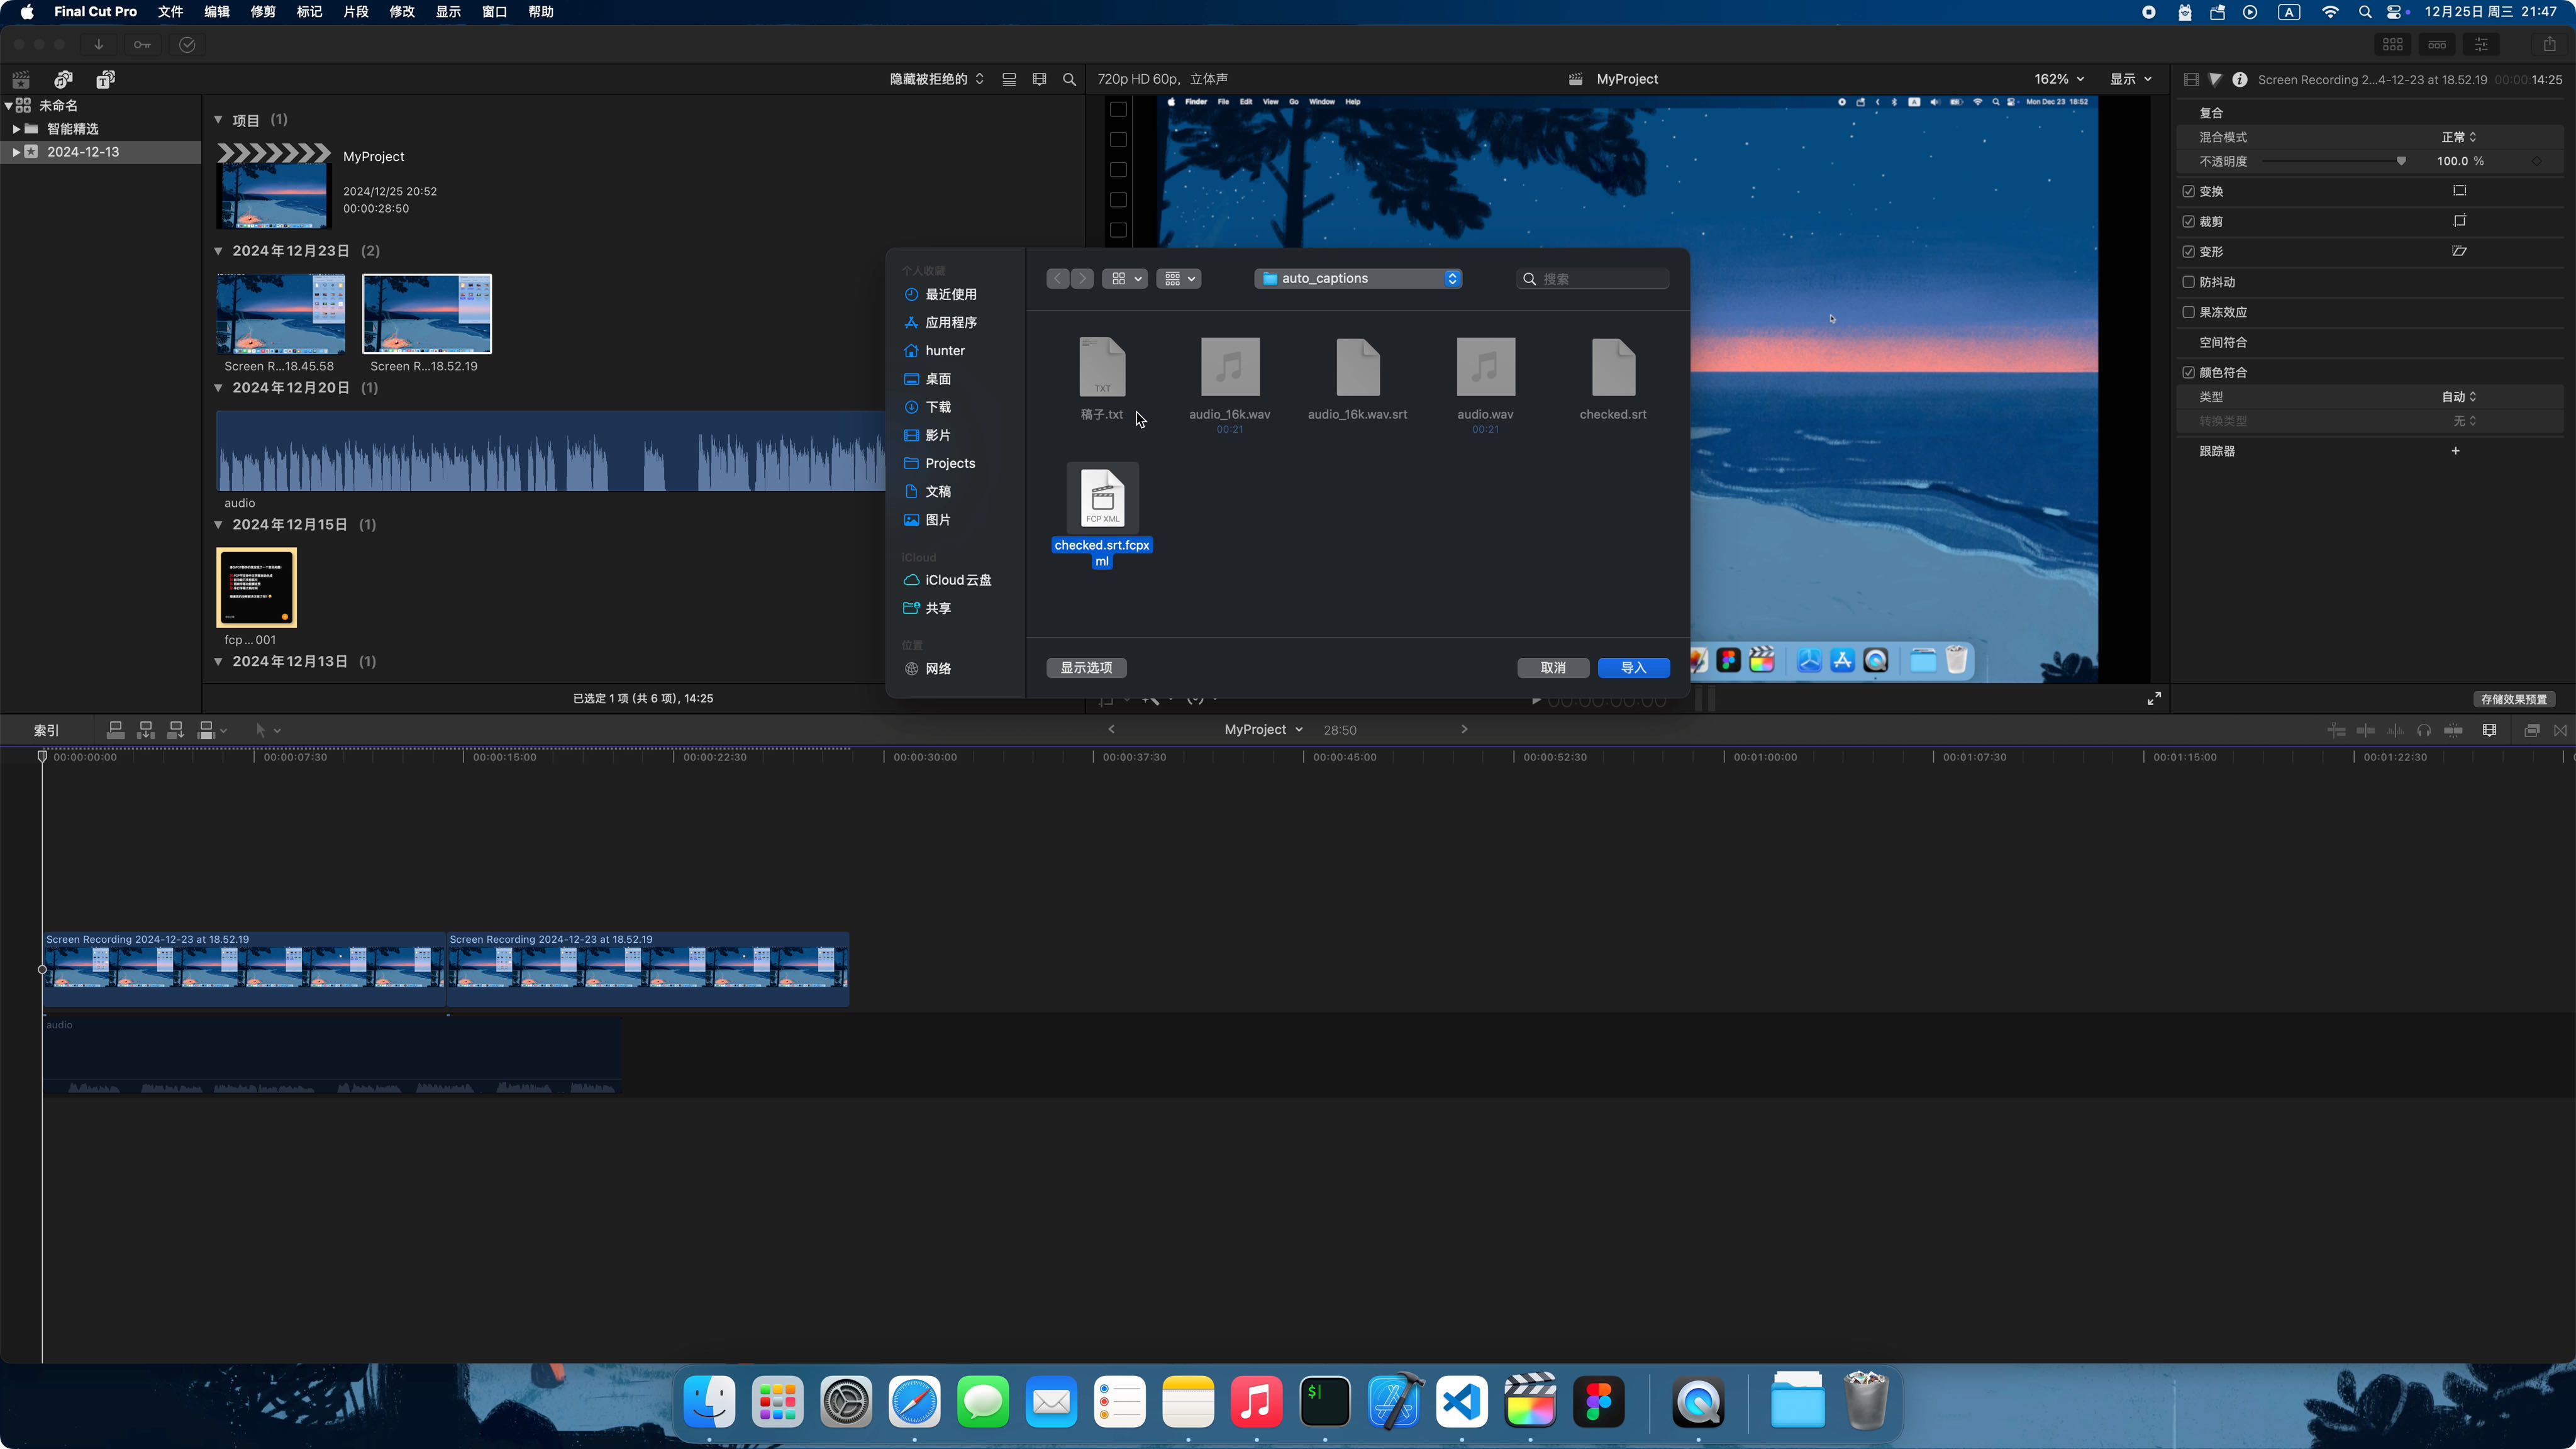 Final Cut Pro 文件 编辑 修剪 标记 片段 修改 显示 窗口 帮助
A 12月25日 周三 21:47
隐藏被拒绝的
720p HD 60p, 立体声
MyProject
162% 显示
Screen Recording 2...4-12-23 at 18.52.19 00:00:14:25
未命名
智能精选
2024-12-13
项目 (1)
MyProject
2024/12/25 20:52
00:00:28:50
2024年12月23日 (2)
Screen R...18.45.58
Screen R...18.52.19
2024年12月20日 (1)
audio
2024年12月15日 (1)
fcp...001
2024年12月13日 (1)
已选定 1 项 (共 6 项), 14:25
Finder File Edit View Go Window Help
Mon Dec 23 18:52
个人收藏
最近使用
应用程序
hunter
桌面
下载
影片
Projects
文稿
图片
iCloud
iCloud云盘
共享
位置
网络
auto_captions
搜索
TXT
稿子.txt
audio_16k.wav
00:21
audio_16k.wav.srt
audio.wav
00:21
checked.srt
FCP XML
checked.srt.fcpx
ml
显示选项
取消
导入
复合
混合模式 正常
不透明度 100.0 %
变换
裁剪
变形
防抖动
果冻效应
空间符合
颜色符合
类型 自动
转换类型 无
跟踪器 +
存储效果预置
索引
MyProject 28:50
00:00:00:00
00:00:07:30
00:00:15:00
00:00:22:30
00:00:30:00
00:00:37:30
00:00:45:00
00:00:52:30
00:01:00:00
00:01:07:30
00:01:15:00
00:01:22:30
Screen Recording 2024-12-23 at 18.52.19
Screen Recording 2024-12-23 at 18.52.19
audio
$